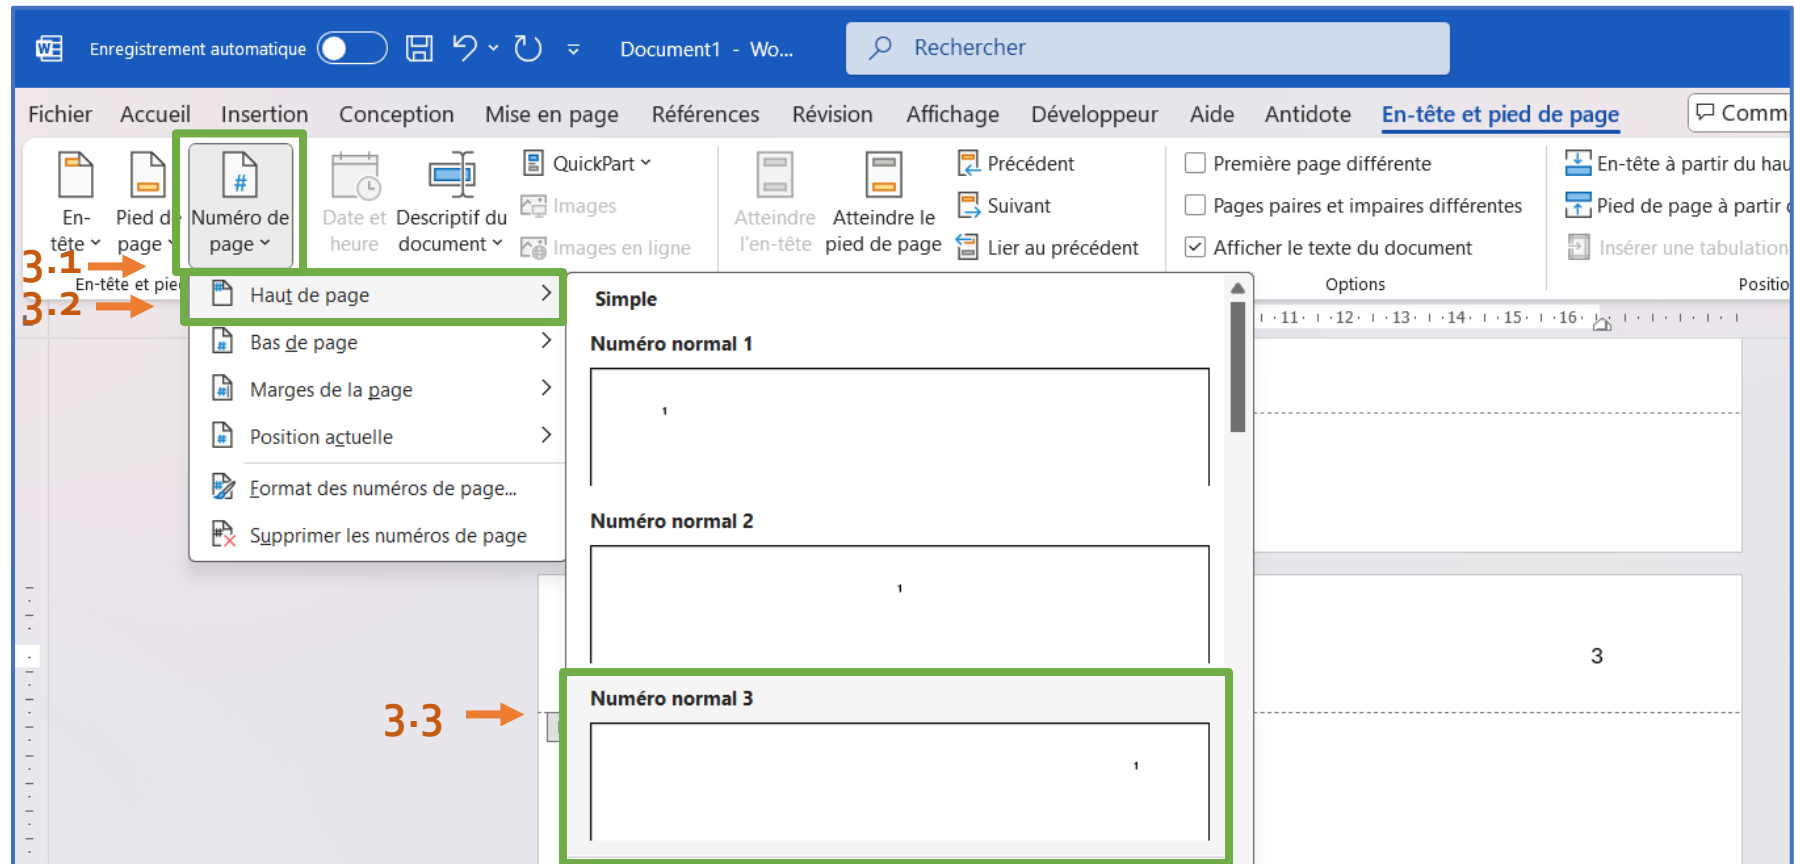 Enregistrement automatique Document1 - Wo... Rechercher
Fichier Accueil Insertion Conception Mise en page Références Révision Affichage Développeur Aide Antidote En-tête et pied de page Comm
En-tête
Pied de page
Numéro de page
Date et heure
Descriptif du document
QuickPart
Images
Images en ligne
Atteindre l'en-tête
Atteindre le pied de page
Précédent
Suivant
Lier au précédent
Première page différente
Pages paires et impaires différentes
Afficher le texte du document
En-tête à partir du hau
Pied de page à partir
Insérer une tabulation
En-tête et pie
Options
Positio
3.1
3.2
Haut de page
Bas de page
Marges de la page
Position actuelle
Format des numéros de page...
Supprimer les numéros de page
Simple
Numéro normal 1
1
Numéro normal 2
1
3.3
Numéro normal 3
1
11 12 13 14 15 16
3